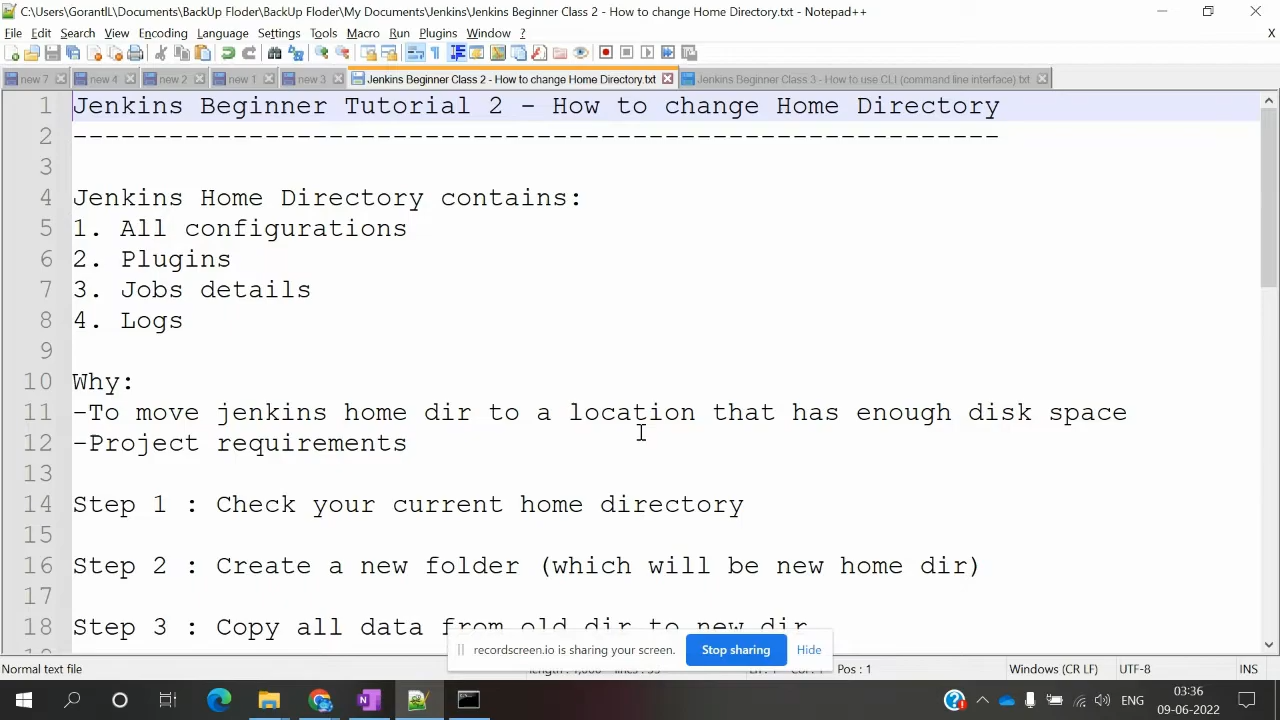 C:\Users\GorantlL\Documents\BackUp Floder\BackUp Floder\My Documents\Jenkins\Jenkins Beginner Class 2 - How to change Home Directory.txt - Notepad++
File Edit Search View Encoding Language Settings Tools Macro Run Plugins Window ? X
new 7 new 4 new 2 new 1 new 3 Jenkins Beginner Class 2 - How to change Home Directory.txt Jenkins Beginner Class 3 - How to use CLI (command line interface) txt
1 Jenkins Beginner Tutorial 2 - How to change Home Directory
2 ----------------------------------------------------------
3
4 Jenkins Home Directory contains:
5 1. All configurations
6 2. Plugins
7 3. Jobs details
8 4. Logs
9
10 Why:
11 -To move jenkins home dir to a location that has enough disk space
12 -Project requirements
13
14 Step 1 : Check your current home directory
15
16 Step 2 : Create a new folder (which will be new home dir)
17
18 Step 3 : Copy all data from old dir to new dir
recordscreen.io is sharing your screen. Stop sharing Hide
Normal text file Pos : 1 Windows (CR LF) UTF-8 INS
ENG 03:36
09-06-2022